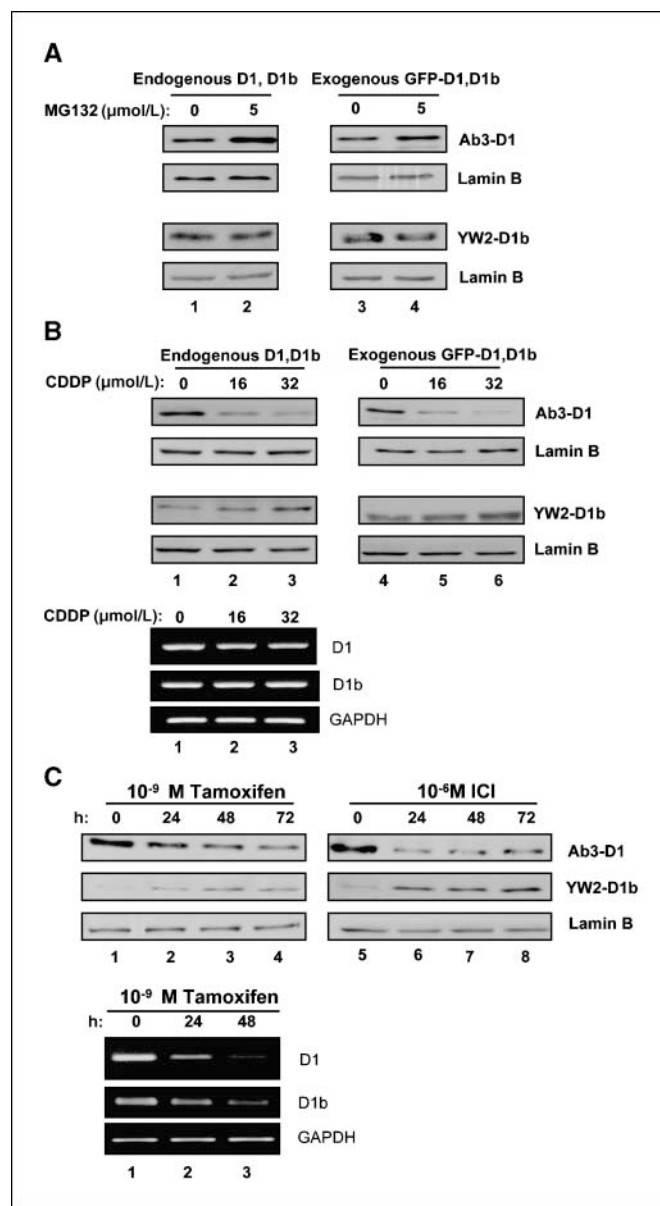 A
Endogenous D1, D1b Exogenous GFP-D1,D1b
MG132 (µmol/L): 0 5 0 5
Ab3-D1
Lamin B
YW2-D1b
Lamin B
1 2 3 4
B
Endogenous D1,D1b Exogenous GFP-D1,D1b
CDDP (µmol/L): 0 16 32 0 16 32
Ab3-D1
Lamin B
YW2-D1b
Lamin B
1 2 3 4 5 6
CDDP (µmol/L): 0 16 32
D1
D1b
GAPDH
1 2 3
C
10⁻⁹ M Tamoxifen 10⁻⁶M ICI
h: 0 24 48 72 0 24 48 72
Ab3-D1
YW2-D1b
Lamin B
1 2 3 4 5 6 7 8
10⁻⁹ M Tamoxifen
h: 0 24 48
D1
D1b
GAPDH
1 2 3